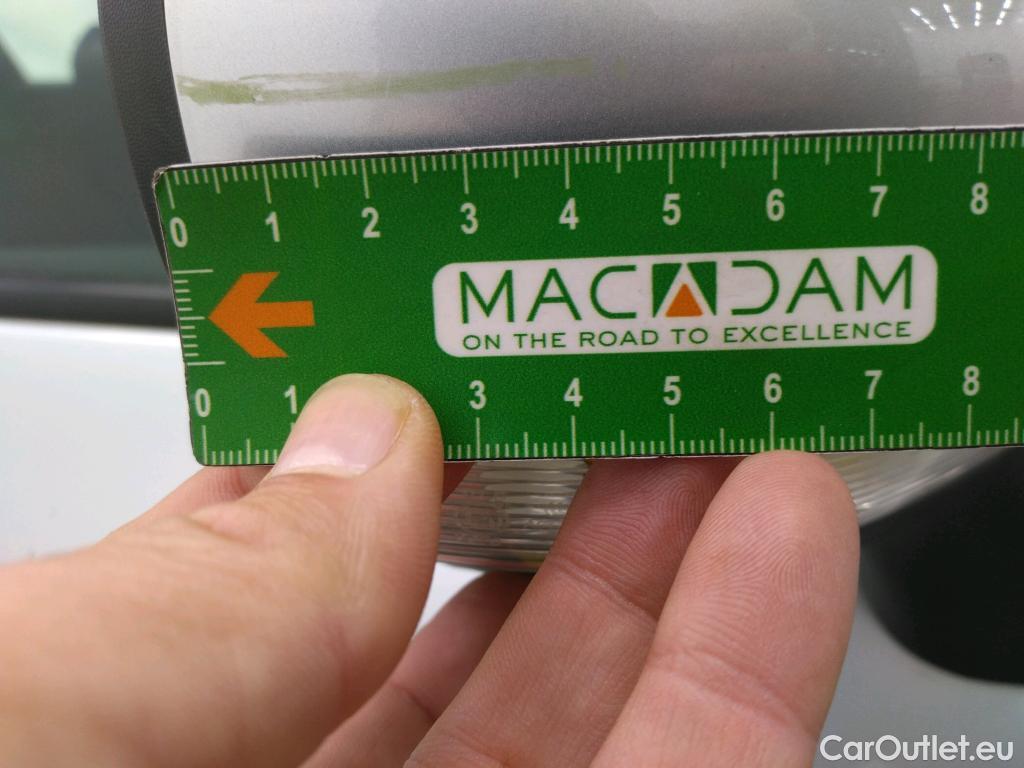 0 1 2 3 4 5 6 7 8
MACADAM
ON THE ROAD TO EXCELLENCE
0 1 3 4 5 6 7 8
CarOutlet.eu